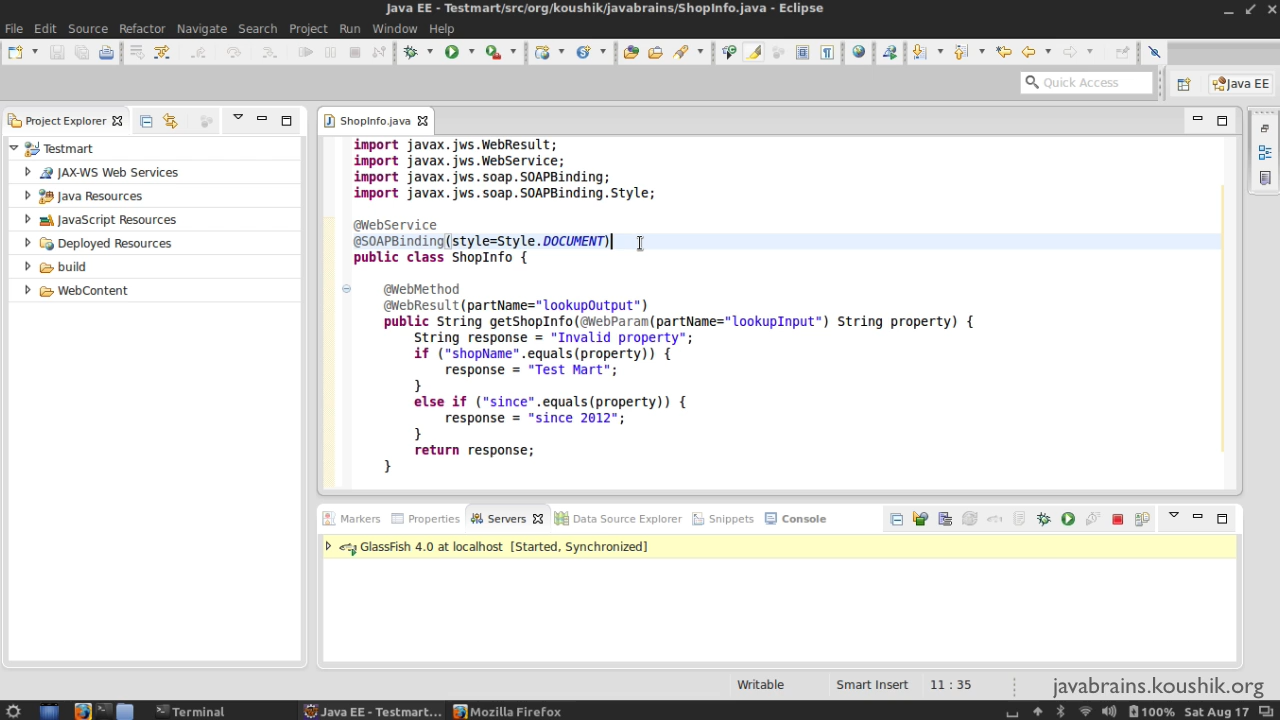 Java EE - Testmart/src/org/koushik/javabrains/ShopInfo.java - Eclipse
File Edit Source Refactor Navigate Search Project Run Window Help
Quick Access
Java EE
Project Explorer
ShopInfo.java
Testmart
JAX-WS Web Services
Java Resources
JavaScript Resources
Deployed Resources
build
WebContent
import javax.jws.WebResult;
import javax.jws.WebService;
import javax.jws.soap.SOAPBinding;
import javax.jws.soap.SOAPBinding.Style;
@WebService
@SOAPBinding(style=Style.DOCUMENT)
public class ShopInfo {
@WebMethod
@WebResult(partName="lookupOutput")
public String getShopInfo(@WebParam(partName="lookupInput") String property) {
String response = "Invalid property";
if ("shopName".equals(property)) {
response = "Test Mart";
}
else if ("since".equals(property)) {
response = "since 2012";
}
return response;
}
Markers Properties Servers Data Source Explorer Snippets Console
GlassFish 4.0 at localhost [Started, Synchronized]
Writable Smart Insert 11 : 35
javabrains.koushik.org
Terminal Java EE - Testmart... Mozilla Firefox 100% Sat Aug 17